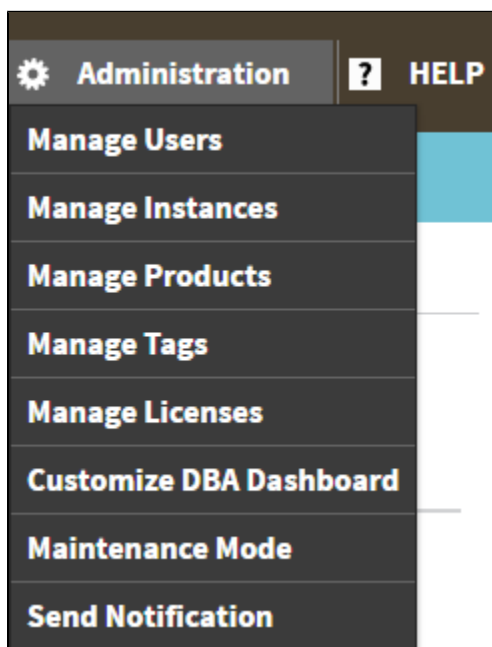 Administration ? HELP
Manage Users
Manage Instances
Manage Products
Manage Tags
Manage Licenses
Customize DBA Dashboard
Maintenance Mode
Send Notification